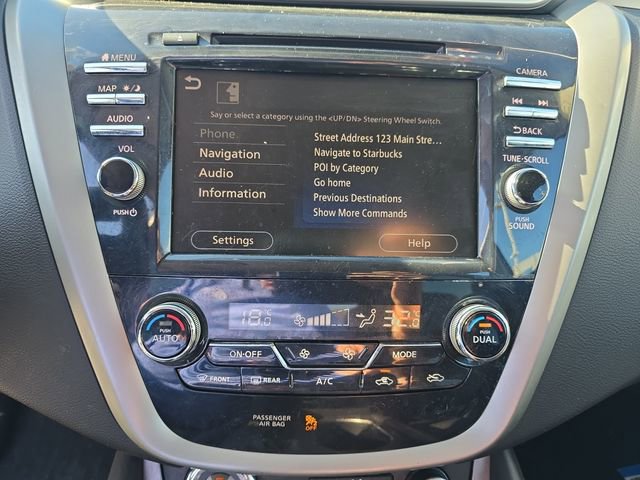 MENU
CAMERA
MAP
AUDIO
BACK
VOL
TUNE·SCROLL
PUSH
PUSH SOUND
Say or select a category using the <UP/DN> Steering Wheel Switch.
Phone
Navigation
Audio
Information
Street Address 123 Main Stre...
Navigate to Starbucks
POI by Category
Go home
Previous Destinations
Show More Commands
Settings
Help
PUSH AUTO
18.°C
PUSH DUAL
ON·OFF
MODE
FRONT
REAR
A/C
PASSENGER
AIR BAG
OFF